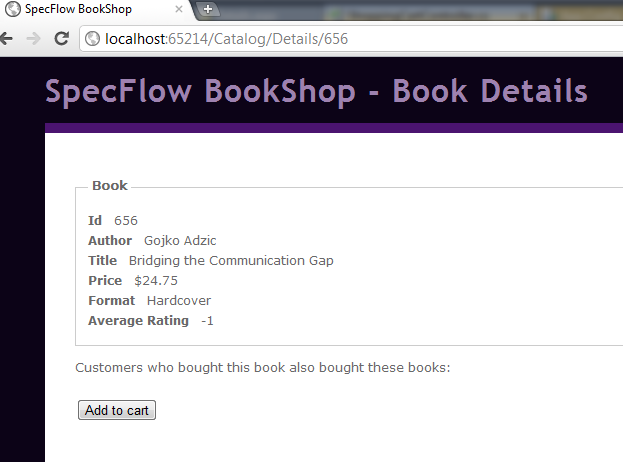 SpecFlow BookShop
localhost:65214/Catalog/Details/656
SpecFlow BookShop - Book Details
Book
Id 656
Author Gojko Adzic
Title Bridging the Communication Gap
Price $24.75
Format Hardcover
Average Rating -1
Customers who bought this book also bought these books:
Add to cart